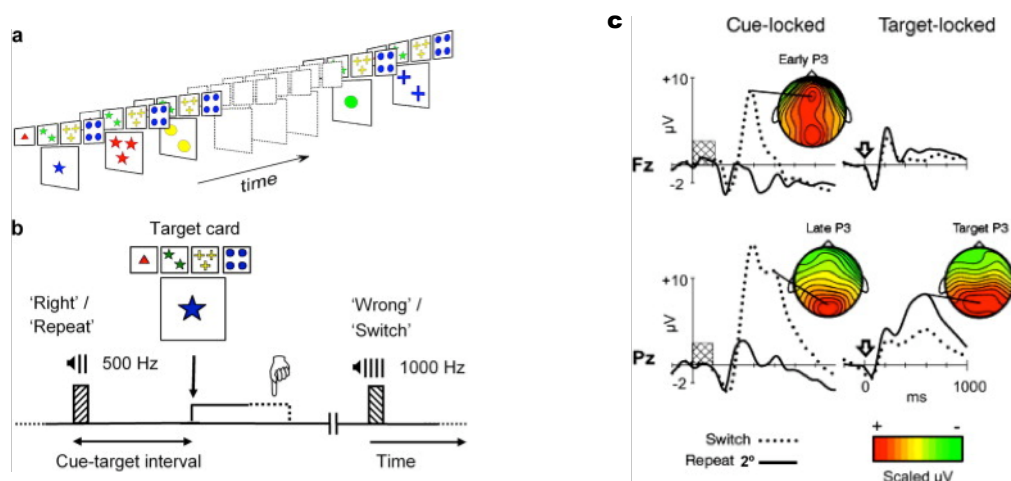 a
time
b
Target card
'Right' /
'Repeat'
500 Hz
'Wrong' /
'Switch'
1000 Hz
Cue-target interval
Time
c
Cue-locked
Target-locked
Early P3
+10
µV
Fz
-2
Late P3
Target P3
+10
µV
Pz
-2
0
1000
ms
Switch
Repeat 2º
+
-
Scaled uV